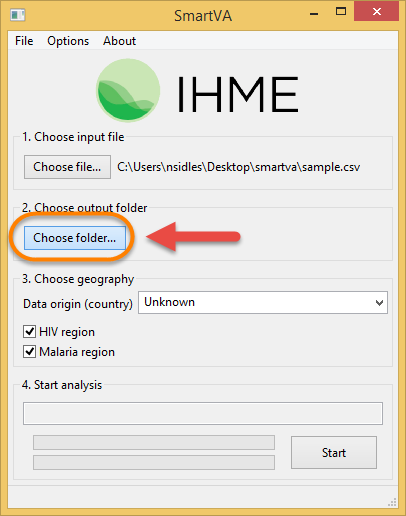 SmartVA
File Options About
IHME
1. Choose input file
Choose file... C:\Users\nsidles\Desktop\smartva\sample.csv
2. Choose output folder
Choose folder...
3. Choose geography
Data origin (country) Unknown
HIV region
Malaria region
4. Start analysis
Start